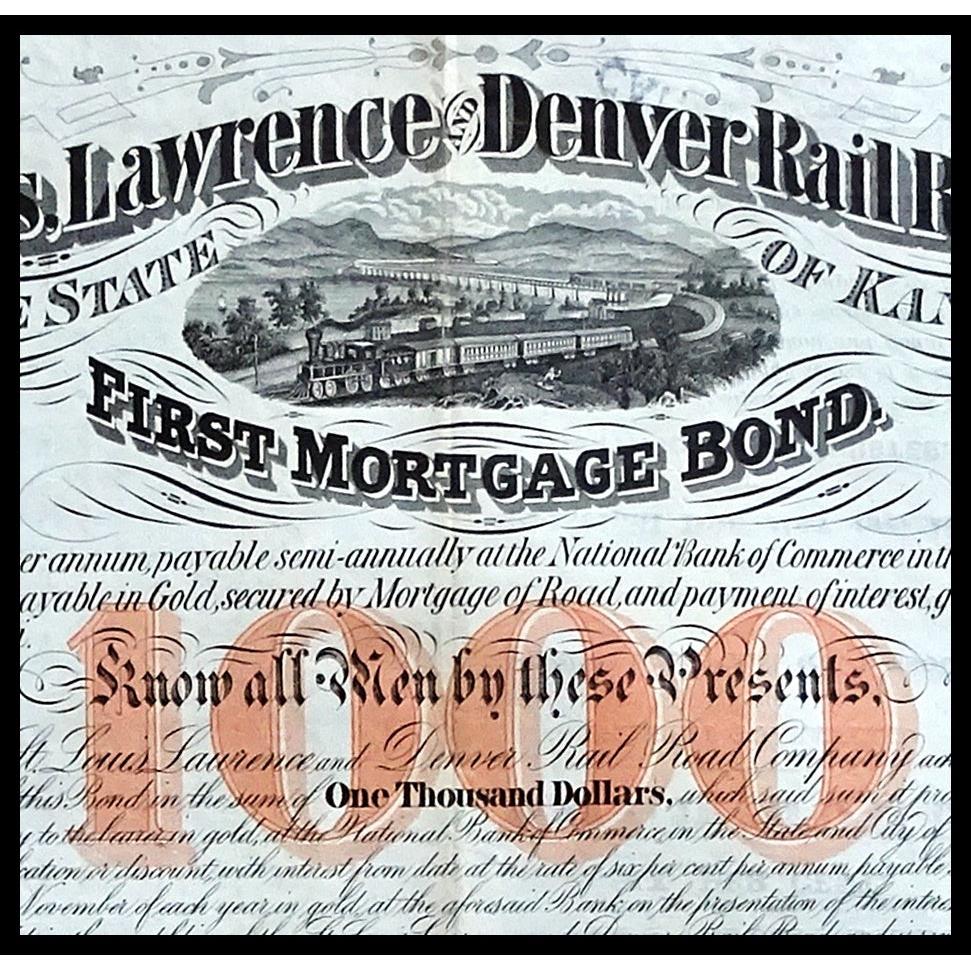 s, Lawrence AND Denver Rail R
E STATE OF KAN
FIRST MORTGAGE BOND.
er annum, payable semi-annually at the National Bank of Commerce in th
ayable in Gold, secured by Mortgage of Road, and payment of interest, g
Know all Men by these Presents,
t. Louis Lawrence and Denver Rail Road Company ack
this Bond in the sum of One Thousand Dollars, which said sum it pro
y to the bearer in gold, at the National Bank of Commerce, in the State and City of
cation or discount, with interest from date at the rate of six per cent per annum, payable
November of each year, in gold, at the aforesaid Bank, on the presentation of the interes
1000